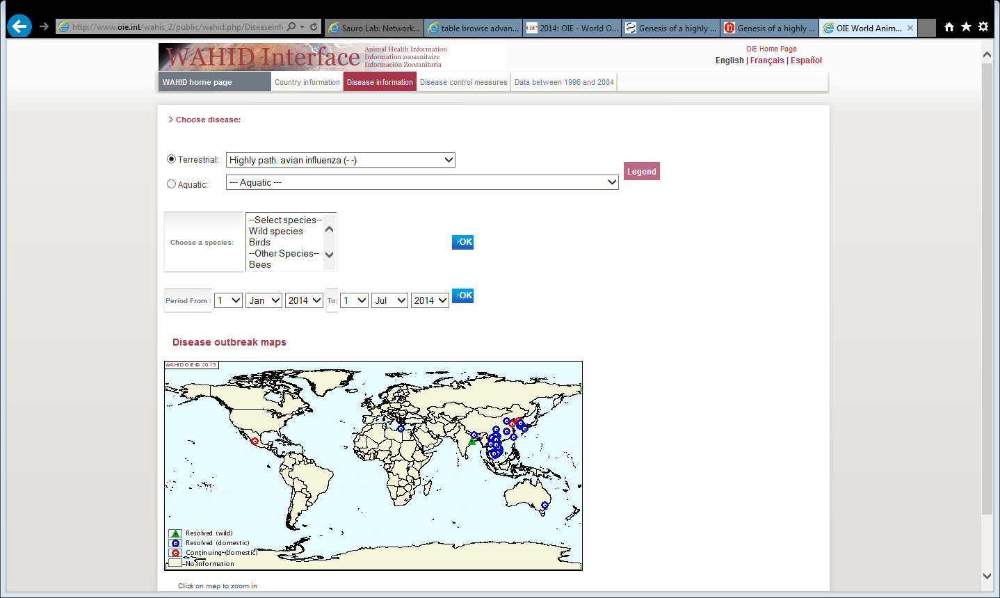 http://www.oie.int/wahis_2/public/wahid.php/Diseaseinf
Sauro Lab: Network...
table browse advan...
2014: OIE - World O...
Genesis of a highly ...
Genesis of a highly ...
OIE World Anim...
WAHID Interface
Animal Health Information
Information zoosanitaire
Información Zoosanitaria
OIE Home Page
English | Français | Español
WAHID home page
Country information
Disease information
Disease control measures
Data between 1996 and 2004
> Choose disease:
Terrestrial:
Highly path. avian influenza (- -)
Legend
Aquatic:
--- Aquatic ---
Choose a species:
--Select species--
Wild species
Birds
--Other Species--
Bees
>OK
Period From :
1
Jan
2014
To:
1
Jul
2014
>OK
Disease outbreak maps
WAHID OIE © 2015
Resolved (wild)
Resolved (domestic)
Continuing (domestic)
No information
Click on map to zoom in